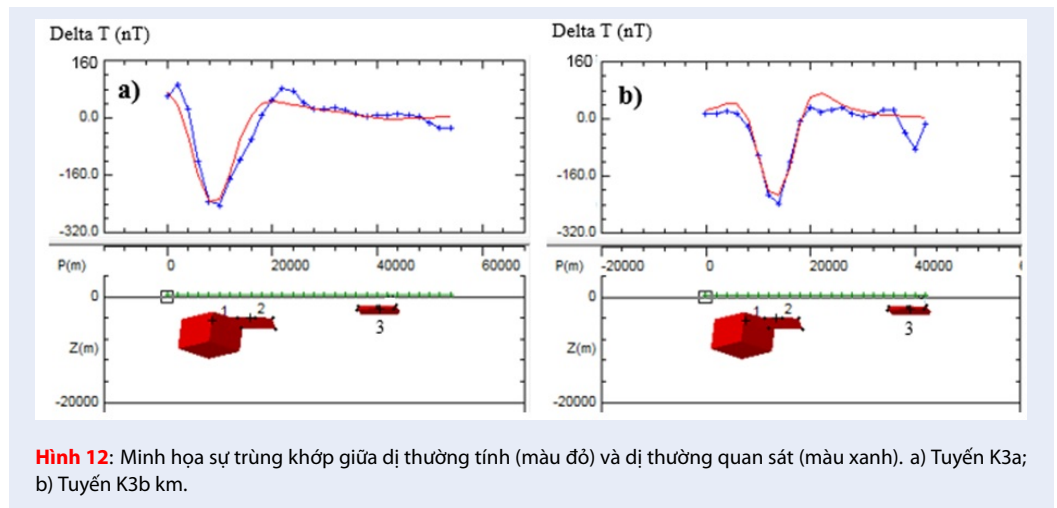 Delta T (nT)
160
a)
0.0
-160.0
-320.0
P(m) 0 20000 40000 60000
0
1 2
3
Z(m)
-20000
Delta T (nT)
160
b)
0.0
-160.0
-320.0
P(m) -20000 0 20000 40000
0
1 2
3
Z(m)
-20000
Hình 12: Minh họa sự trùng khớp giữa dị thường tính (màu đỏ) và dị thường quan sát (màu xanh). a) Tuyến K3a;
b) Tuyến K3b km.